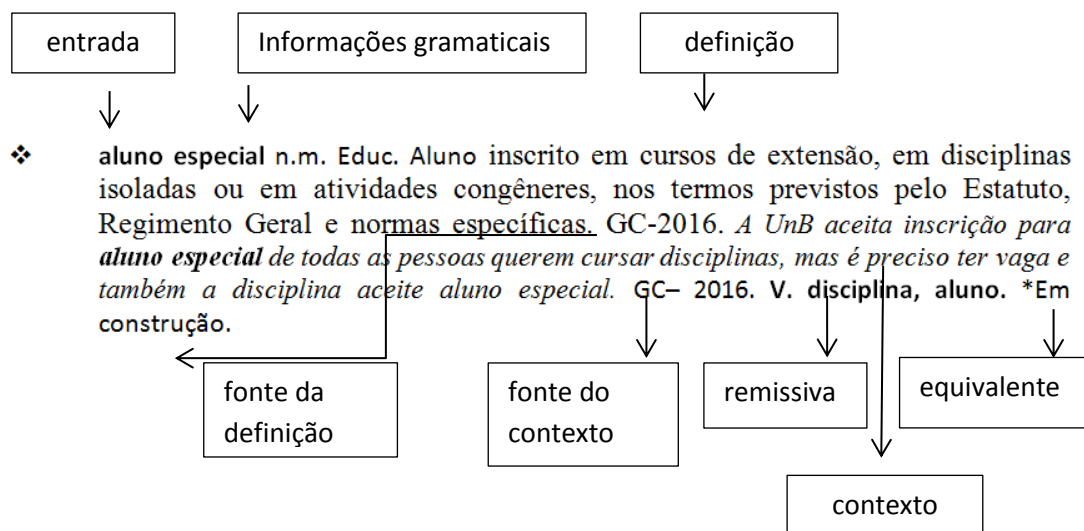 entrada
Informações gramaticais
definição
❖ aluno especial n.m. Educ. Aluno inscrito em cursos de extensão, em disciplinas
isoladas ou em atividades congêneres, nos termos previstos pelo Estatuto,
Regimento Geral e normas específicas. GC-2016. A UnB aceita inscrição para
aluno especial de todas as pessoas querem cursar disciplinas, mas é preciso ter vaga e
também a disciplina aceite aluno especial. GC– 2016. V. disciplina, aluno. *Em
construção.
fonte da
definição
fonte do
contexto
remissiva
equivalente
contexto